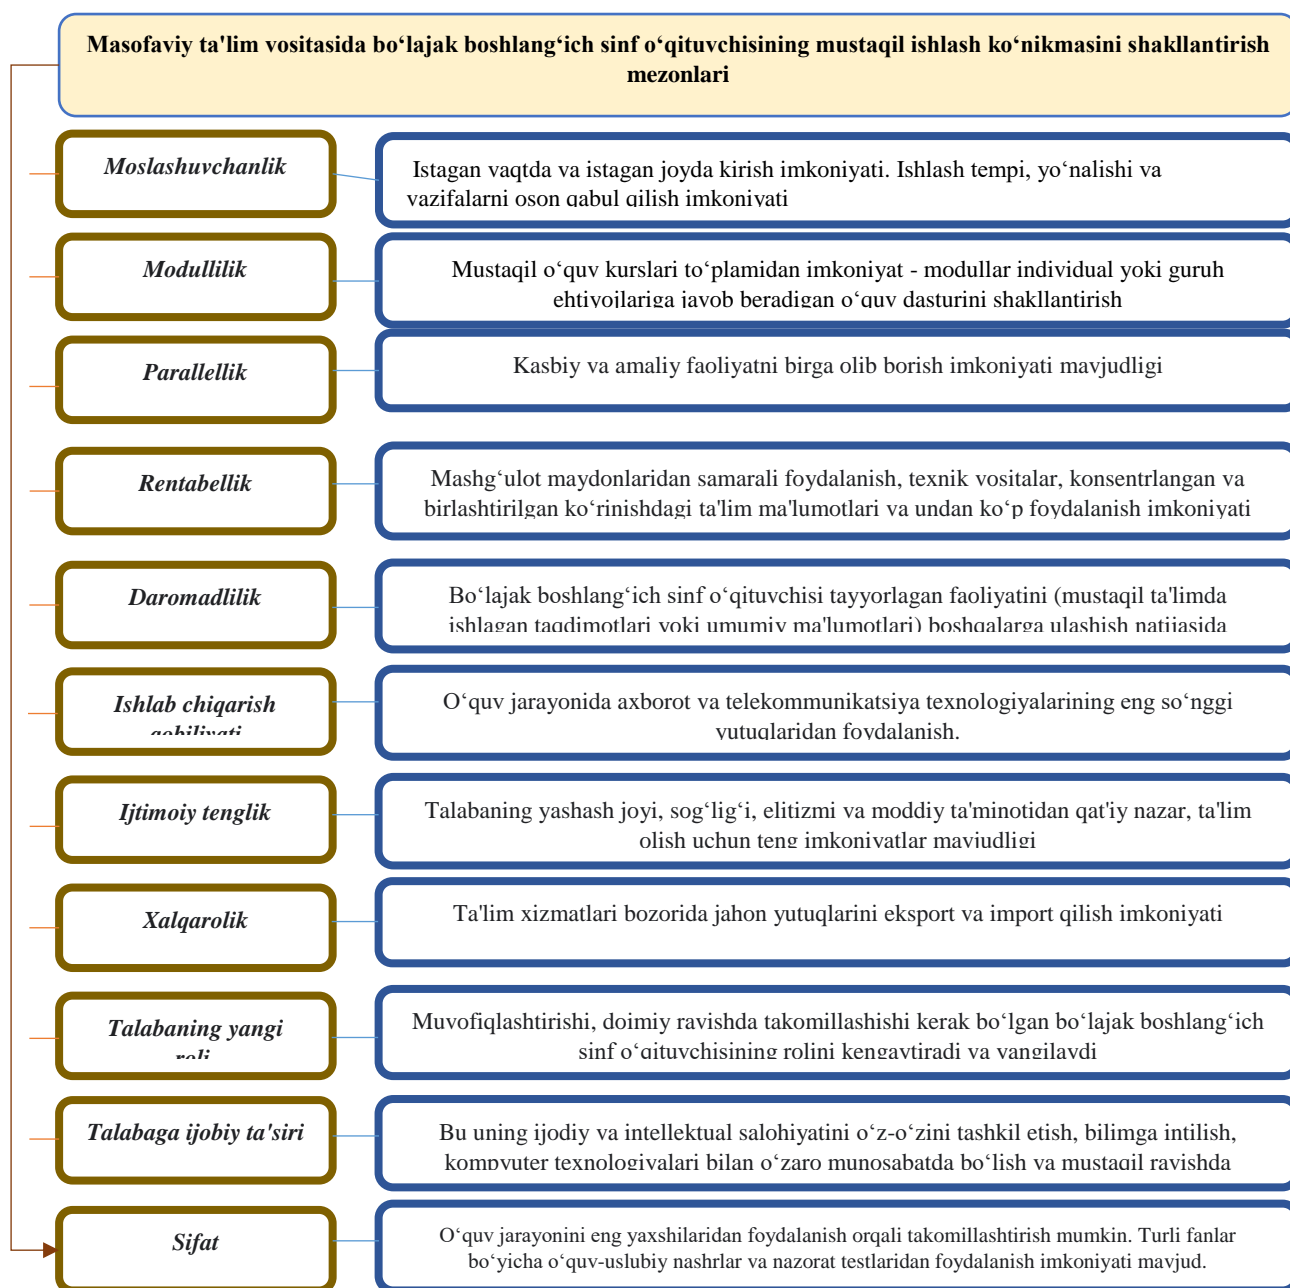 Masofaviy ta'lim vositasida bo‘lajak boshlang‘ich sinf o‘qituvchisining mustaqil ishlash ko‘nikmasini shakllantirish
mezonlari
Moslashuvchanlik
Istagan vaqtda va istagan joyda kirish imkoniyati. Ishlash tempi, yo‘nalishi va
vazifalarni oson qabul qilish imkoniyati
Modullilik
Mustaqil o‘quv kurslari to‘plamidan imkoniyat - modullar individual yoki guruh
ehtiyojlariga javob beradigan o‘quv dasturini shakllantirish
Parallellik
Kasbiy va amaliy faoliyatni birga olib borish imkoniyati mavjudligi
Rentabellik
Mashg‘ulot maydonlaridan samarali foydalanish, texnik vositalar, konsentrlangan va
birlashtirilgan ko‘rinishdagi ta'lim ma'lumotlari va undan ko‘p foydalanish imkoniyati
Daromadlilik
Bo‘lajak boshlang‘ich sinf o‘qituvchisi tayyorlagan faoliyatini (mustaqil ta'limda
ishlagan taqdimotlari yoki umumiy ma'lumotlari) boshqalarga ulashish natijasida
Ishlab chiqarish
qobiliyati
O‘quv jarayonida axborot va telekommunikatsiya texnologiyalarining eng so‘nggi
yutuqlaridan foydalanish.
Ijtimoiy tenglik
Talabaning yashash joyi, sog‘lig‘i, elitizmi va moddiy ta'minotidan qat'iy nazar, ta'lim
olish uchun teng imkoniyatlar mavjudligi
Xalqarolik
Ta'lim xizmatlari bozorida jahon yutuqlarini eksport va import qilish imkoniyati
Talabaning yangi
roli
Muvofiqlashtirishi, doimiy ravishda takomillashishi kerak bo‘lgan bo‘lajak boshlang‘ich
sinf o‘qituvchisining rolini kengaytiradi va yangilaydi
Talabaga ijobiy ta'siri
Bu uning ijodiy va intellektual salohiyatini o‘z-o‘zini tashkil etish, bilimga intilish,
kompyuter texnologiyalari bilan o‘zaro munosabatda bo‘lish va mustaqil ravishda
Sifat
O‘quv jarayonini eng yaxshilaridan foydalanish orqali takomillashtirish mumkin. Turli fanlar
bo‘yicha o‘quv-uslubiy nashrlar va nazorat testlaridan foydalanish imkoniyati mavjud.